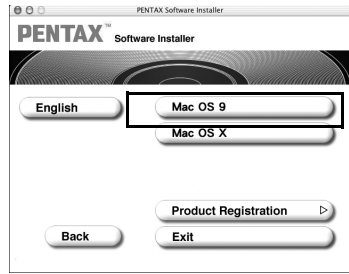 PENTAX Software Installer
PENTAX™ Software Installer
English
Mac OS 9
Mac OS X
Product Registration
Back
Exit